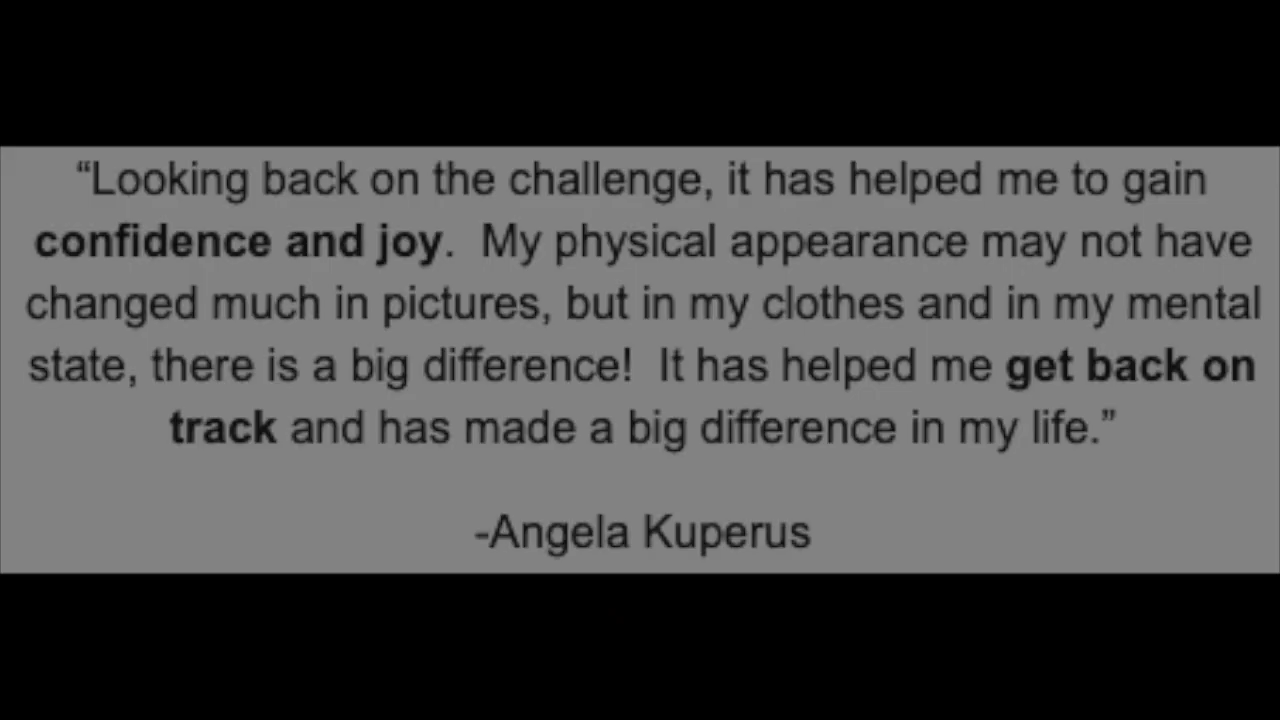 “Looking back on the challenge, it has helped me to gain
confidence and joy.  My physical appearance may not have
changed much in pictures, but in my clothes and in my mental
state, there is a big difference!  It has helped me get back on
track and has made a big difference in my life.”
-Angela Kuperus